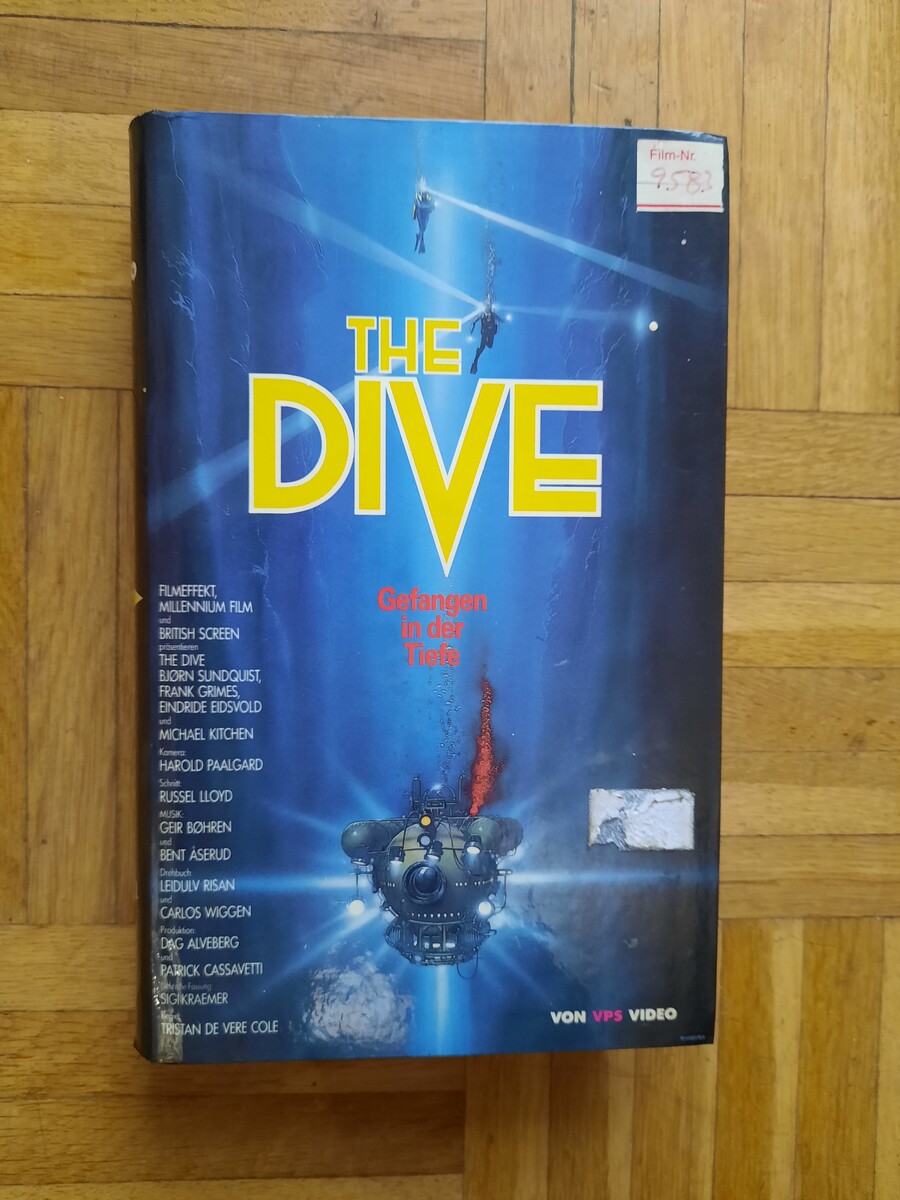 Film-Nr.
9583
THE
DIVE
Gefangen
in der
Tiefe
FILMEFFEKT,
MILLENNIUM FILM
und
BRITISH SCREEN
präsentieren
THE DIVE
BJØRN SUNDQUIST,
FRANK GRIMES,
EINDRIDE EIDSVOLD
und
MICHAEL KITCHEN
Kamera:
HAROLD PAALGARD
Schnitt:
RUSSEL LLOYD
MUSIK:
GEIR BØHREN
und
BENT ÅSERUD
Drehbuch:
LEIDULV RISAN
und
CARLOS WIGGEN
Produktion:
DAG ALVEBERG
und
PATRICK CASSAVETTI
Fassung:
SIGI KRAEMER
Regie:
TRISTAN DE VERE COLE
VON VPS VIDEO